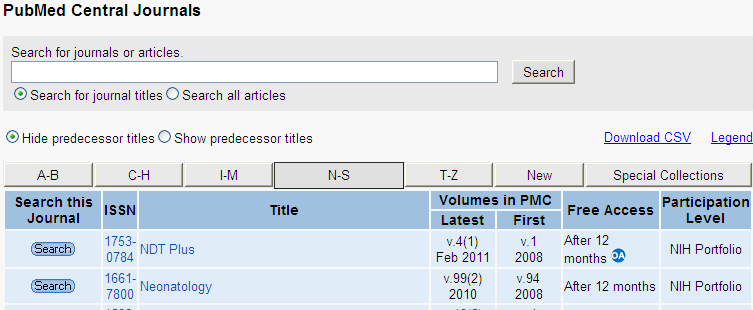 PubMed Central Journals
Search for journals or articles.
Search
Search for journal titles Search all articles
Hide predecessor titles Show predecessor titles
Download CSV Legend
A-B C-H I-M N-S T-Z New Special Collections
Search this Journal ISSN Title Volumes in PMC Latest First Free Access Participation Level
Search 1753-0784 NDT Plus v.4(1) Feb 2011 v.1 2008 After 12 months OA NIH Portfolio
Search 1661-7800 Neonatology v.99(2) 2010 v.94 2008 After 12 months NIH Portfolio